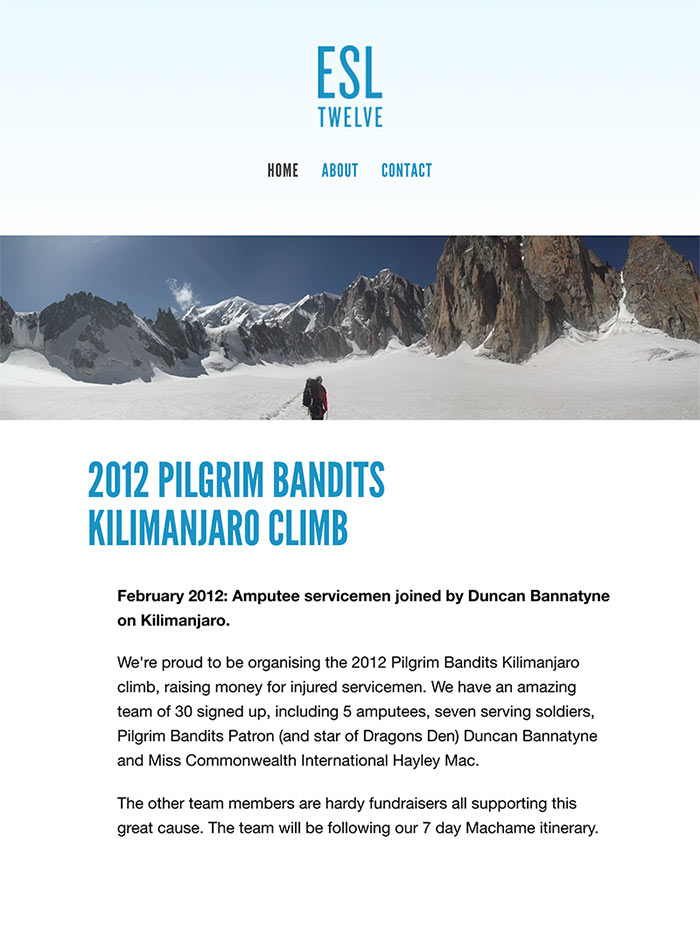 ESL
TWELVE
HOME ABOUT CONTACT
2012 PILGRIM BANDITS
KILIMANJARO CLIMB
February 2012: Amputee servicemen joined by Duncan Bannatyne
on Kilimanjaro.
We're proud to be organising the 2012 Pilgrim Bandits Kilimanjaro
climb, raising money for injured servicemen. We have an amazing
team of 30 signed up, including 5 amputees, seven serving soldiers,
Pilgrim Bandits Patron (and star of Dragons Den) Duncan Bannatyne
and Miss Commonwealth International Hayley Mac.
The other team members are hardy fundraisers all supporting this
great cause. The team will be following our 7 day Machame itinerary.